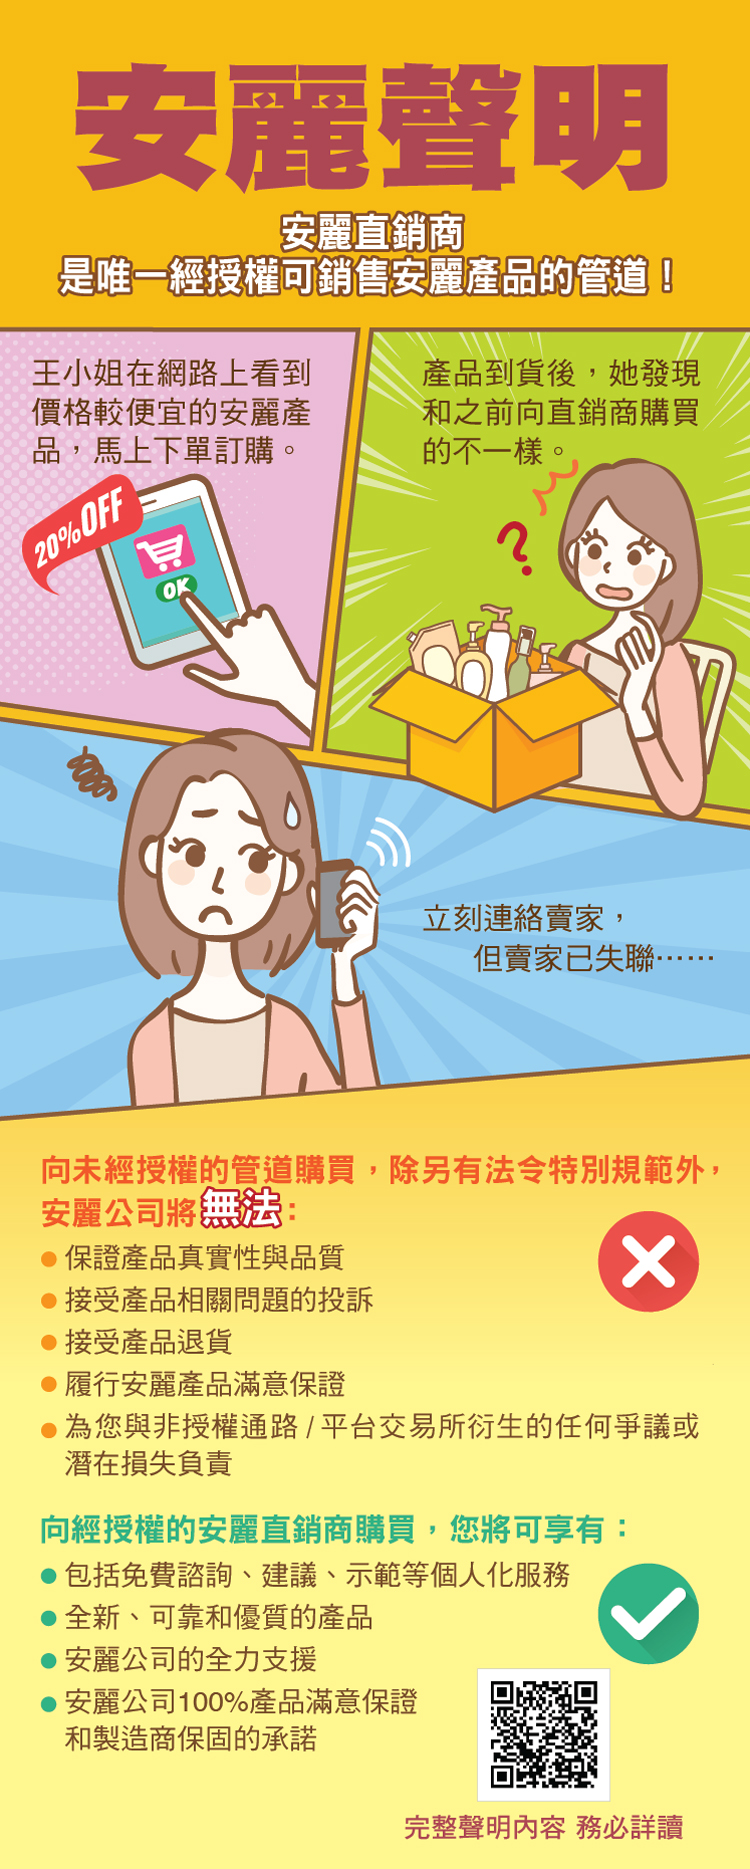 安麗聲明
安麗直銷商
是唯一經授權可銷售安麗產品的管道！
王小姐在網路上看到
價格較便宜的安麗產
品，馬上下單訂購。
20%OFF
OK
產品到貨後，她發現
和之前向直銷商購買
的不一樣。
?
立刻連絡賣家，
但賣家已失聯……
向未經授權的管道購買，除另有法令特別規範外，
安麗公司將無法：
保證產品真實性與品質
接受產品相關問題的投訴
接受產品退貨
履行安麗產品滿意保證
為您與非授權通路 / 平台交易所衍生的任何爭議或
潛在損失負責
向經授權的安麗直銷商購買，您將可享有：
包括免費諮詢、建議、示範等個人化服務
全新、可靠和優質的產品
安麗公司的全力支援
安麗公司100%產品滿意保證
和製造商保固的承諾
完整聲明內容 務必詳讀